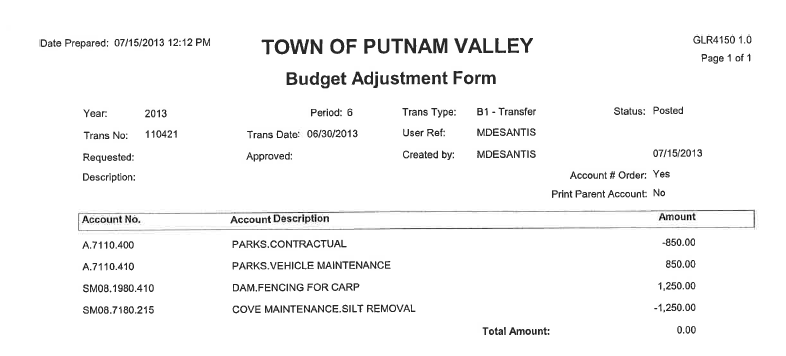 Date Prepared: 07/15/2013 12:12 PM TOWN OF PUTNAM VALLEY GLR4150 1.0
Page 1 of 1
Budget Adjustment Form
Year: 2013 Period: 6 Trans Type: B1 - Transfer Status: Posted
Trans No: 110421 Trans Date: 06/30/2013 User Ref: MDESANTIS
Requested: Approved: Created by: MDESANTIS 07/15/2013
Description: Account # Order: Yes
Print Parent Account: No
Account No. Account Description Amount
A.7110.400 PARKS.CONTRACTUAL -850.00
A.7110.410 PARKS.VEHICLE MAINTENANCE 850.00
SM08.1980.410 DAM.FENCING FOR CARP 1,250.00
SM08.7180.215 COVE MAINTENANCE.SILT REMOVAL -1,250.00
Total Amount: 0.00